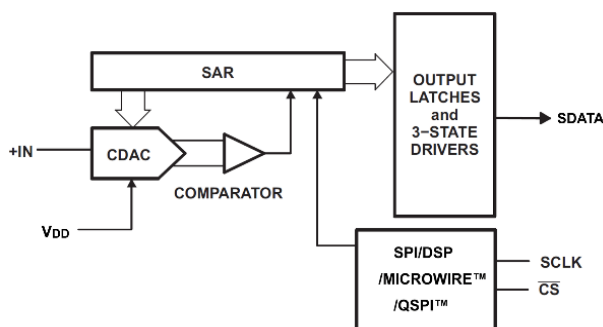 SAR
OUTPUT
LATCHES
and
3−STATE
DRIVERS
SDATA
+IN
CDAC
COMPARATOR
VDD
SPI/DSP
/MICROWIRE™
/QSPI™
SCLK
CS